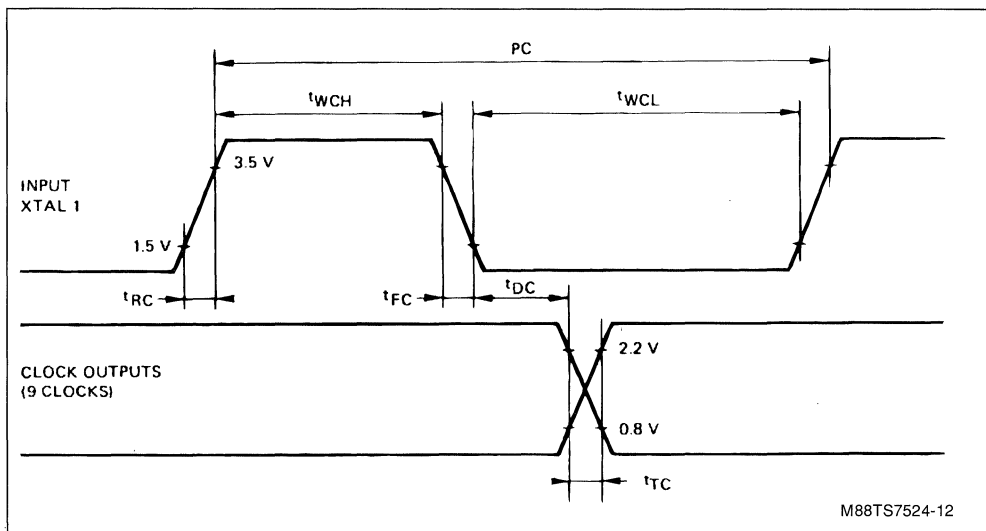 PC
tWCH
tWCL
3.5 V
INPUT
XTAL 1
1.5 V
tRC
tFC
tDC
CLOCK OUTPUTS
(9 CLOCKS)
2.2 V
0.8 V
tTC
M88TS7524-12